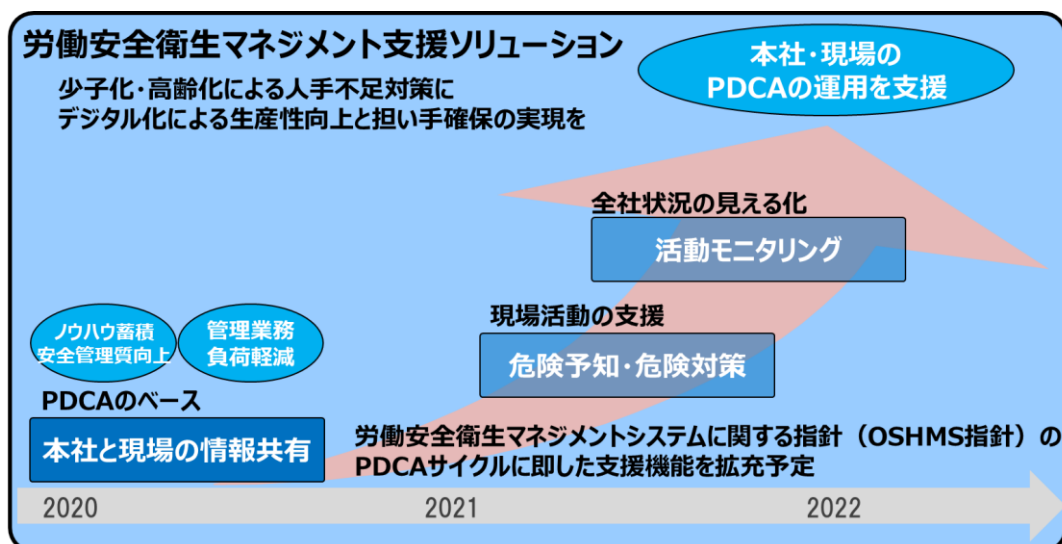 労働安全衛生マネジメント支援ソリューション
少子化・高齢化による人手不足対策に
デジタル化による生産性向上と担い手確保の実現を
本社・現場の
PDCAの運用を支援
全社状況の見える化
活動モニタリング
現場活動の支援
危険予知・危険対策
ノウハウ蓄積
安全管理質向上
管理業務
負荷軽減
PDCAのベース
本社と現場の情報共有
労働安全衛生マネジメントシステムに関する指針（OSHMS指針）の
PDCAサイクルに即した支援機能を拡充予定
2020
2021
2022